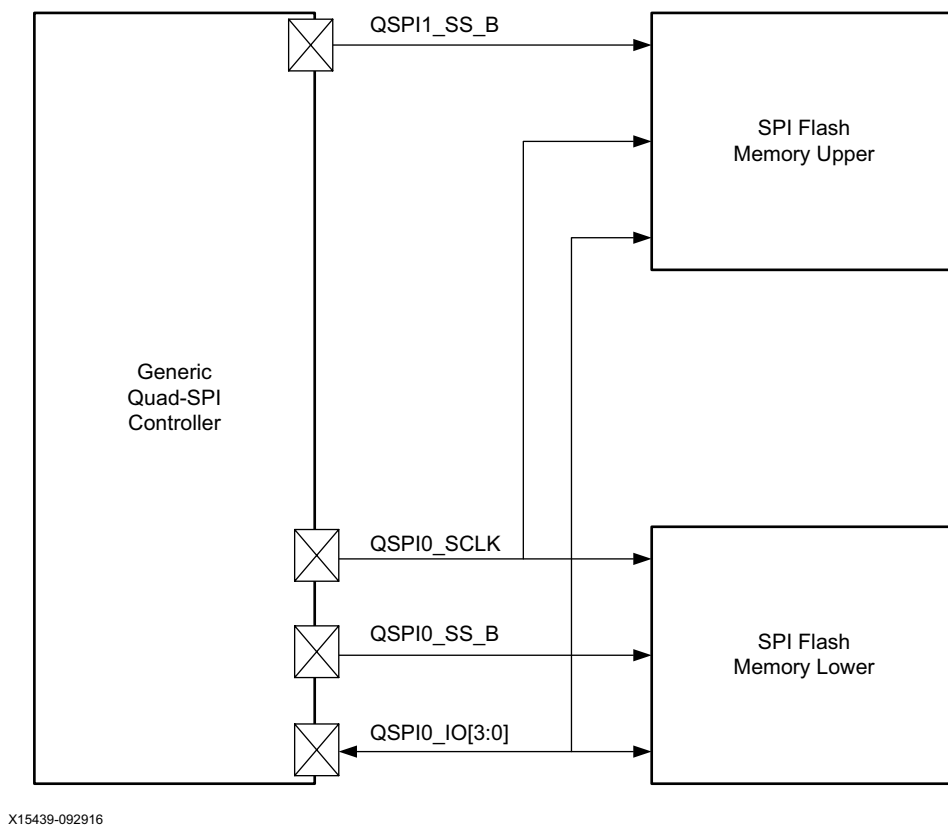 QSPI1_SS_B
SPI Flash
Memory Upper
Generic
Quad-SPI
Controller
QSPI0_SCLK
QSPI0_SS_B
SPI Flash
Memory Lower
QSPI0_IO[3:0]
X15439-092916